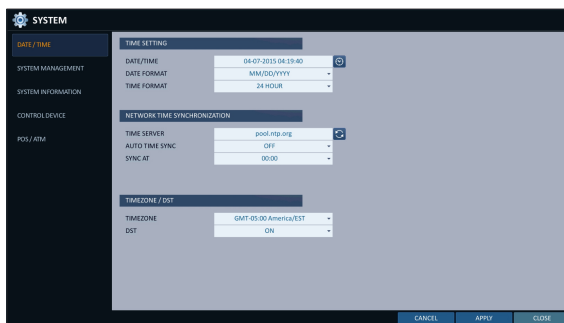 SYSTEM
DATE / TIME
SYSTEM MANAGEMENT
SYSTEM INFORMATION
CONTROL DEVICE
POS / ATM
TIME SETTING
DATE/TIME 04-07-2015 04:19:40
DATE FORMAT MM/DD/YYYY
TIME FORMAT 24 HOUR
NETWORK TIME SYNCHRONIZATION
TIME SERVER pool.ntp.org
AUTO TIME SYNC OFF
SYNC AT 00:00
TIMEZONE / DST
TIMEZONE GMT-05:00 America/EST
DST ON
CANCEL APPLY CLOSE